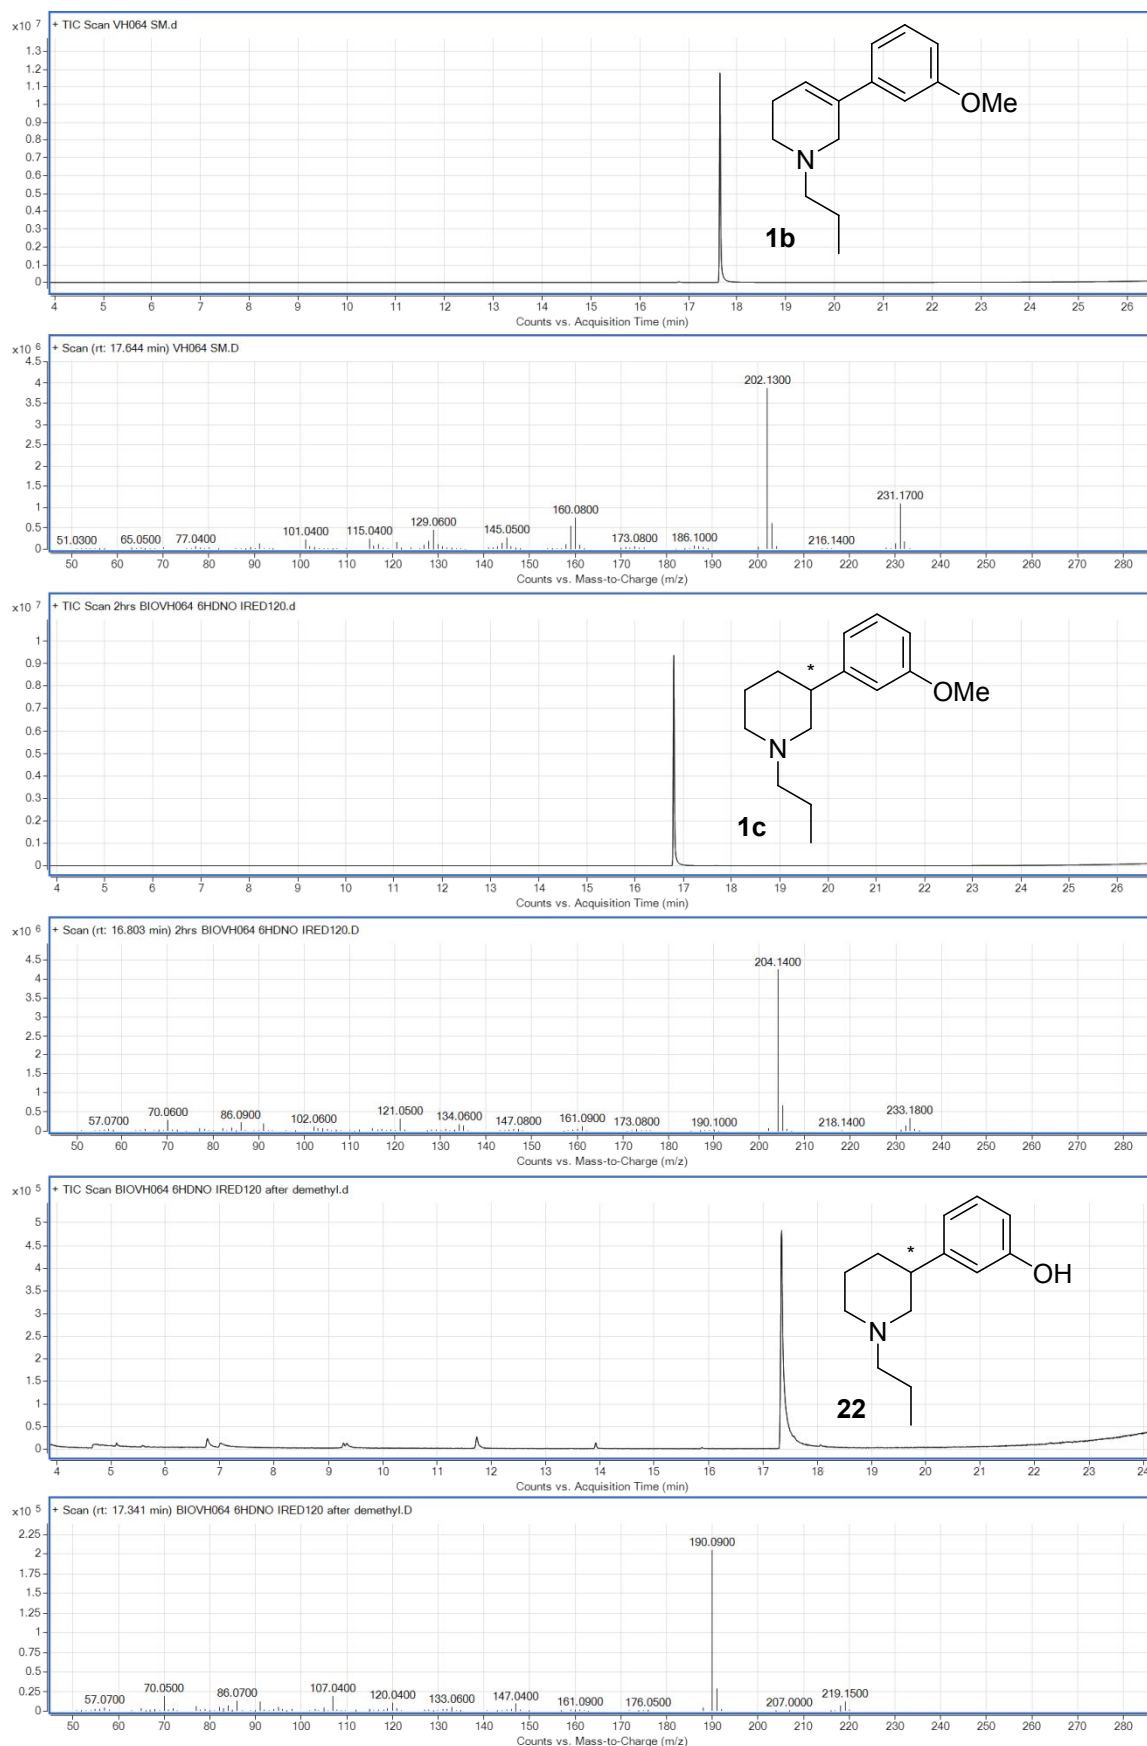 x10 7
+ TIC Scan VH064 SM.d
1.3
1.2
1.1
1
0.9
0.8
0.7
0.6
0.5
0.4
0.3
0.2
0.1
0
OMe
N
1b
4 5 6 7 8 9 10 11 12 13 14 15 16 17 18 19 20 21 22 23 24 25 26
Counts vs. Acquisition Time (min)
x10 6
+ Scan (rt: 17.644 min) VH064 SM.D
4.5
4
3.5
3
2.5
2
1.5
1
0.5
0
51.0300 65.0500 77.0400 101.0400 115.0400 129.0600 145.0500 160.0800 173.0800 186.1000 202.1300 216.1400 231.1700
50 60 70 80 90 100 110 120 130 140 150 160 170 180 190 200 210 220 230 240 250 260 270 280
Counts vs. Mass-to-Charge (m/z)
x10 7
+ TIC Scan 2hrs BIOVH064 6HDNO IRED120.d
1
0.9
0.8
0.7
0.6
0.5
0.4
0.3
0.2
0.1
0
*
OMe
N
1c
4 5 6 7 8 9 10 11 12 13 14 15 16 17 18 19 20 21 22 23 24 25 26
Counts vs. Acquisition Time (min)
x10 6
+ Scan (rt: 16.803 min) 2hrs BIOVH064 6HDNO IRED120.D
4.5
4
3.5
3
2.5
2
1.5
1
0.5
0
57.0700 70.0600 86.0900 102.0600 121.0500 134.0600 147.0800 161.0900 173.0800 190.1000 204.1400 218.1400 233.1800
50 60 70 80 90 100 110 120 130 140 150 160 170 180 190 200 210 220 230 240 250 260 270 280
Counts vs. Mass-to-Charge (m/z)
x10 5
+ TIC Scan BIOVH064 6HDNO IRED120 after demethyl.d
5
4.5
4
3.5
3
2.5
2
1.5
1
0.5
0
*
OH
N
22
4 5 6 7 8 9 10 11 12 13 14 15 16 17 18 19 20 21 22 23 24
Counts vs. Acquisition Time (min)
x10 5
+ Scan (rt: 17.341 min) BIOVH064 6HDNO IRED120 after demethyl.D
2.25
2
1.75
1.5
1.25
1
0.75
0.5
0.25
0
57.0700 70.0500 86.0700 107.0400 120.0400 133.0600 147.0400 161.0900 176.0500 190.0900 207.0000 219.1500
50 60 70 80 90 100 110 120 130 140 150 160 170 180 190 200 210 220 230 240 250 260 270 280
Counts vs. Mass-to-Charge (m/z)